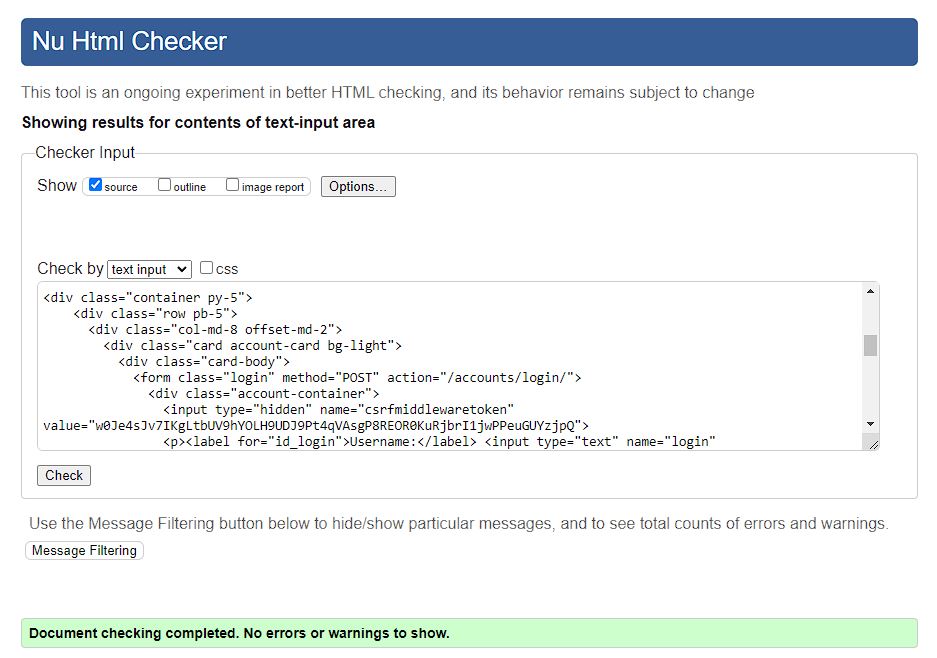 Nu Html Checker
This tool is an ongoing experiment in better HTML checking, and its behavior remains subject to change
Showing results for contents of text-input area
Checker Input
Show source outline image report Options...
Check by text input css
<div class="container py-5">
<div class="row pb-5">
<div class="col-md-8 offset-md-2">
<div class="card account-card bg-light">
<div class="card-body">
<form class="login" method="POST" action="/accounts/login/">
<div class="account-container">
<input type="hidden" name="csrfmiddlewaretoken"
value="w0Je4sJv7IKgLtbUV9hYOLH9UDJ9Pt4qVAsgP8REOR0KuRjbrI1jwPPeuGUYzjpQ">
<p><label for="id_login">Username:</label> <input type="text" name="login"
Check
Use the Message Filtering button below to hide/show particular messages, and to see total counts of errors and warnings.
Message Filtering
Document checking completed. No errors or warnings to show.